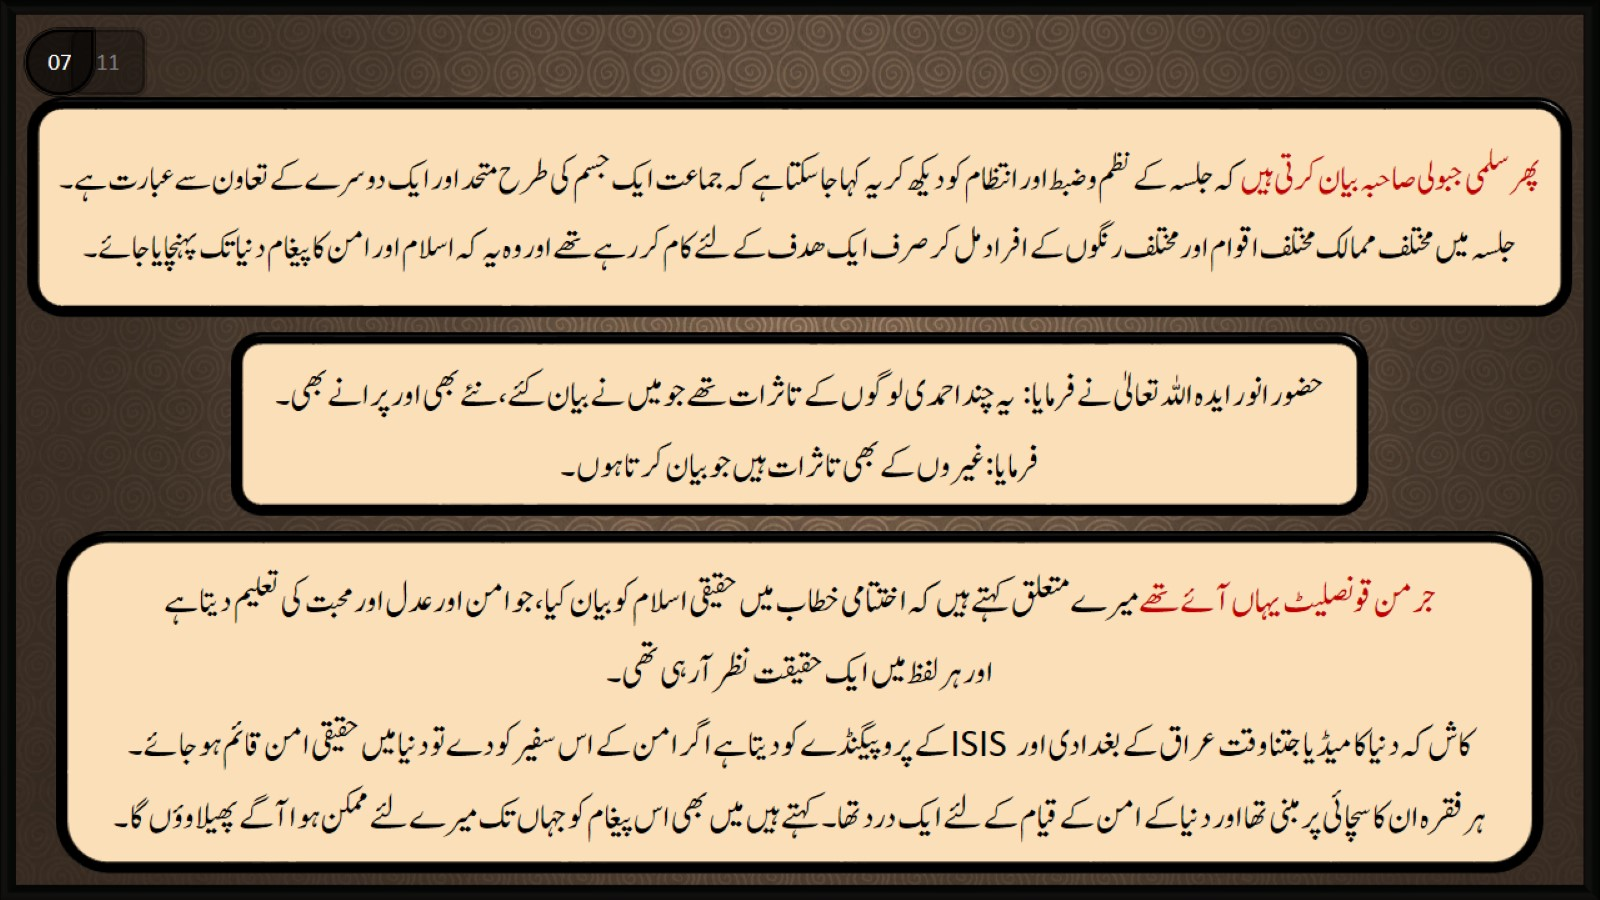 07 11
پھر سلمی جبولی صاحبہ بیان کرتی ہیں کہ جلسہ کے نظم و ضبط اور انتظام کو دیکھ کر یہ کہا جاسکتا ہے کہ جماعت ایک جسم کی طرح متحد اور ایک دوسرے کے تعاون سے عبارت ہے۔
جلسہ میں مختلف ممالک مختلف اقوام اور مختلف رنگوں کے افراد مل کر صرف ایک ھدف کے لئے کام کر رہے تھے اور وہ یہ کہ اسلام اور امن کا پیغام دنیا تک پہنچایا جائے۔
حضور انور ایدہ اللہ تعالیٰ نے فرمایا: یہ چند احمدی لوگوں کے تاثرات تھے جو میں نے بیان کئے، نئے بھی اور پرانے بھی۔
فرمایا: غیروں کے بھی تاثرات ہیں جو بیان کرتا ہوں۔
جرمن قونصلیٹ یہاں آئے تھے میرے متعلق کہتے ہیں کہ اختتامی خطاب میں حقیقی اسلام کو بیان کیا، جو امن اور عدل اور محبت کی تعلیم دیتا ہے
اور ہر لفظ میں ایک حقیقت نظر آرہی تھی۔
کاش کہ دنیا کا میڈیا جتنا وقت عراق کے بغدادی اور ISIS کے پروپیگنڈے کو دیتا ہے اگر امن کے اس سفیر کو دے تو دنیا میں حقیقی امن قائم ہو جائے۔
ہر فقرہ ان کا سچائی پر مبنی تھا اور دنیا کے امن کے قیام کے لئے ایک درد تھا۔ کہتے ہیں میں بھی اس پیغام کو جہاں تک میرے لئے ممکن ہوا آگے پھیلاوؤں گا۔